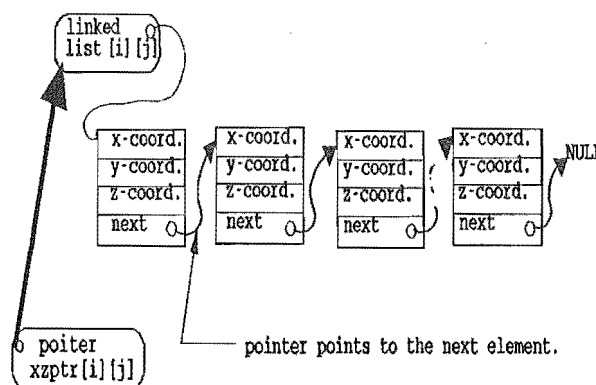 linked
list[i][j]
x-coord.
y-coord.
z-coord.
next
x-coord.
y-coord.
z-coord.
next
x-coord.
y-coord.
z-coord.
next
x-coord.
y-coord.
z-coord.
next
NULL
poiter
xzptr[i][j]
pointer points to the next element.